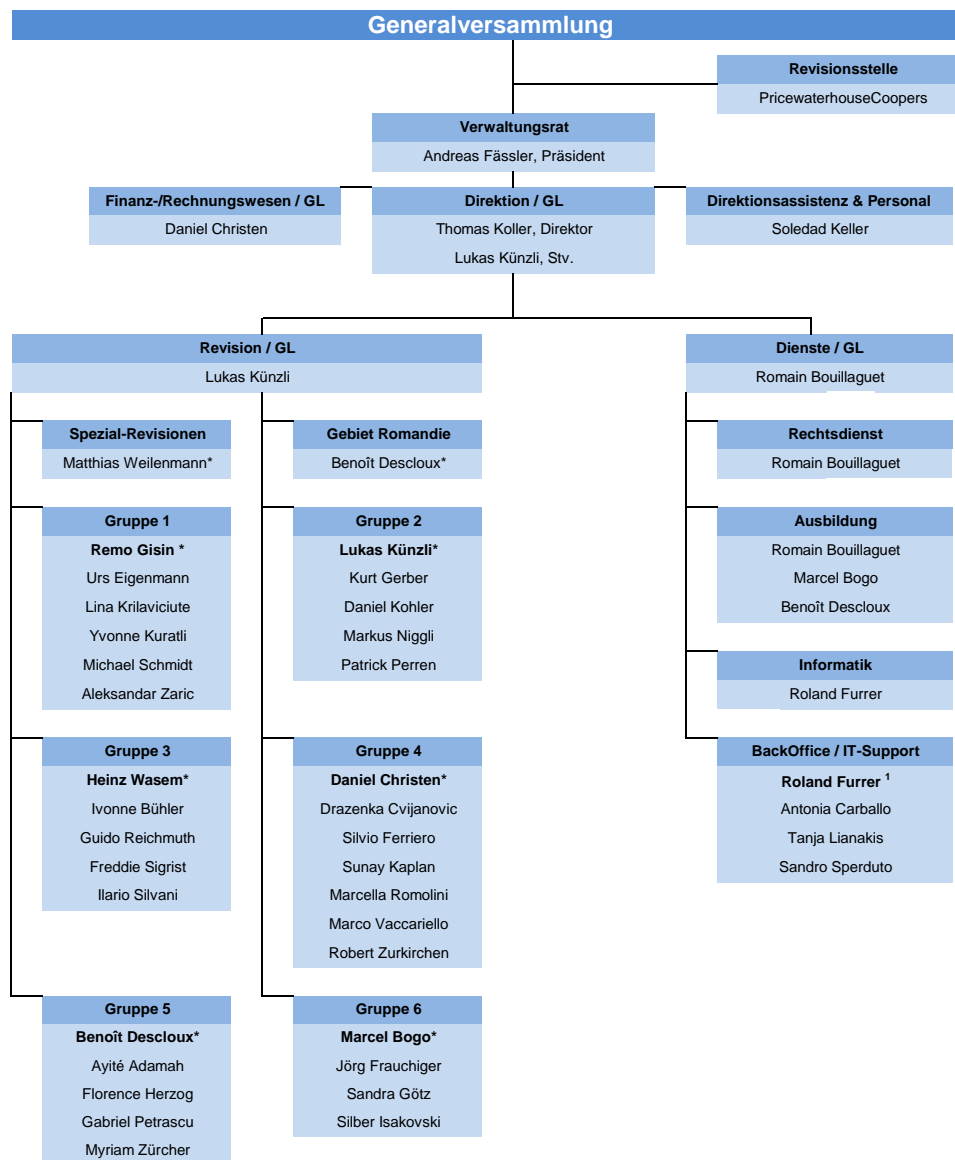 Generalversammlung
Revisionsstelle
PricewaterhouseCoopers
Verwaltungsrat
Andreas Fässler, Präsident
Finanz-/Rechnungswesen / GL
Daniel Christen
Direktion / GL
Thomas Koller, Direktor
Lukas Künzli, Stv.
Direktionsassistenz & Personal
Soledad Keller
Revision / GL
Lukas Künzli
Dienste / GL
Romain Bouillaguet
Spezial-Revisionen
Matthias Weilenmann*
Gebiet Romandie
Benoît Descloux*
Rechtsdienst
Romain Bouillaguet
Gruppe 1
Remo Gisin *
Urs Eigenmann
Lina Krilaviciute
Yvonne Kuratli
Michael Schmidt
Aleksandar Zaric
Gruppe 2
Lukas Künzli*
Kurt Gerber
Daniel Kohler
Markus Niggli
Patrick Perren
Ausbildung
Romain Bouillaguet
Marcel Bogo
Benoît Descloux
Informatik
Roland Furrer
Gruppe 3
Heinz Wasem*
Ivonne Bühler
Guido Reichmuth
Freddie Sigrist
Ilario Silvani
Gruppe 4
Daniel Christen*
Drazenka Cvijanovic
Silvio Ferriero
Sunay Kaplan
Marcella Romolini
Marco Vaccariello
Robert Zurkirchen
BackOffice / IT-Support
Roland Furrer ¹
Antonia Carballo
Tanja Lianakis
Sandro Sperduto
Gruppe 5
Benoît Descloux*
Ayité Adamah
Florence Herzog
Gabriel Petrascu
Myriam Zürcher
Gruppe 6
Marcel Bogo*
Jörg Frauchiger
Sandra Götz
Silber Isakovski